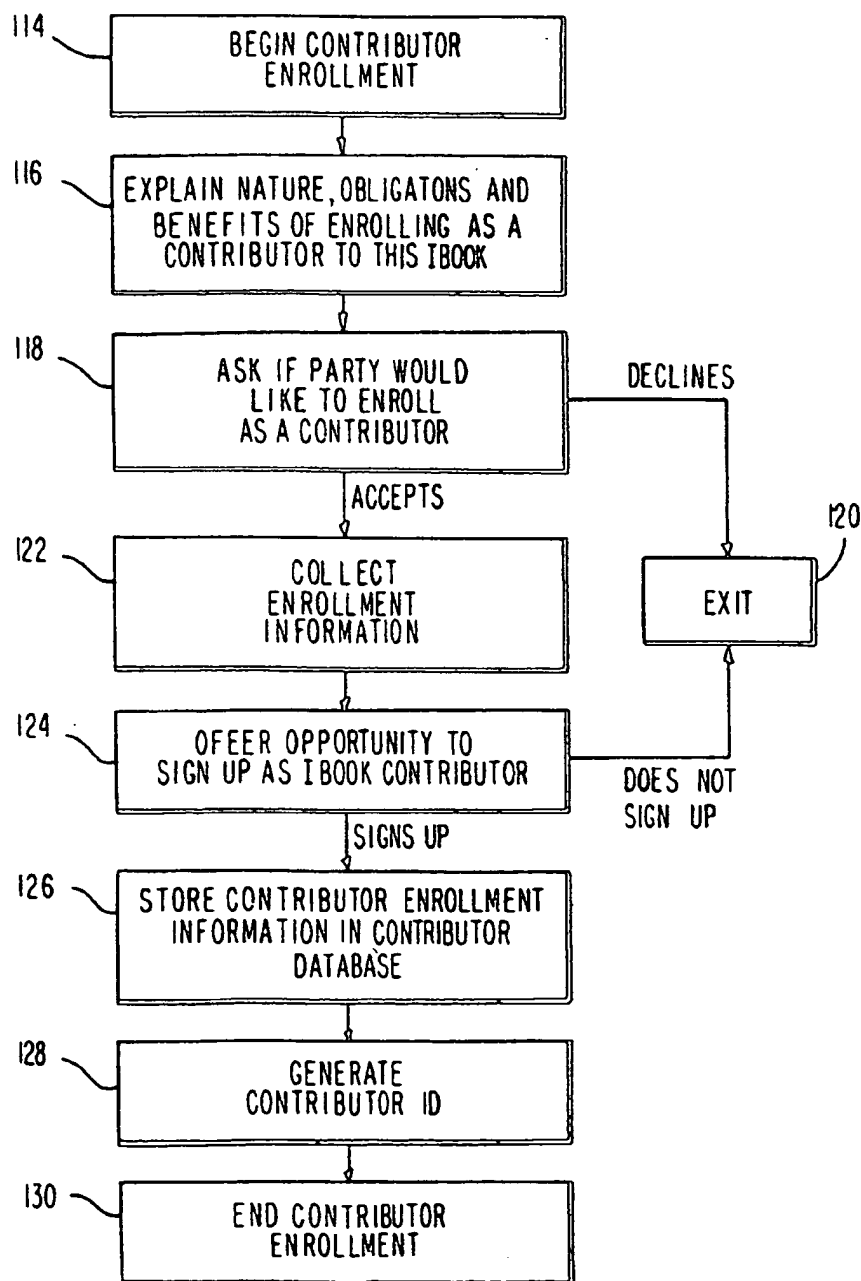 114
BEGIN CONTRIBUTOR
ENROLLMENT
116
EXPLAIN NATURE, OBLIGATONS AND
BENEFITS OF ENROLLING AS A
CONTRIBUTOR TO THIS IBOOK
118
ASK IF PARTY WOULD
LIKE TO ENROLL
AS A CONTRIBUTOR
DECLINES
ACCEPTS
120
EXIT
122
COLLECT
ENROLLMENT
INFORMATION
124
OFEER OPPORTUNITY TO
SIGN UP AS IBOOK CONTRIBUTOR
DOES NOT
SIGN UP
SIGNS UP
126
STORE CONTRIBUTOR ENROLLMENT
INFORMATION IN CONTRIBUTOR
DATABASE
128
GENERATE
CONTRIBUTOR ID
130
END CONTRIBUTOR
ENROLLMENT